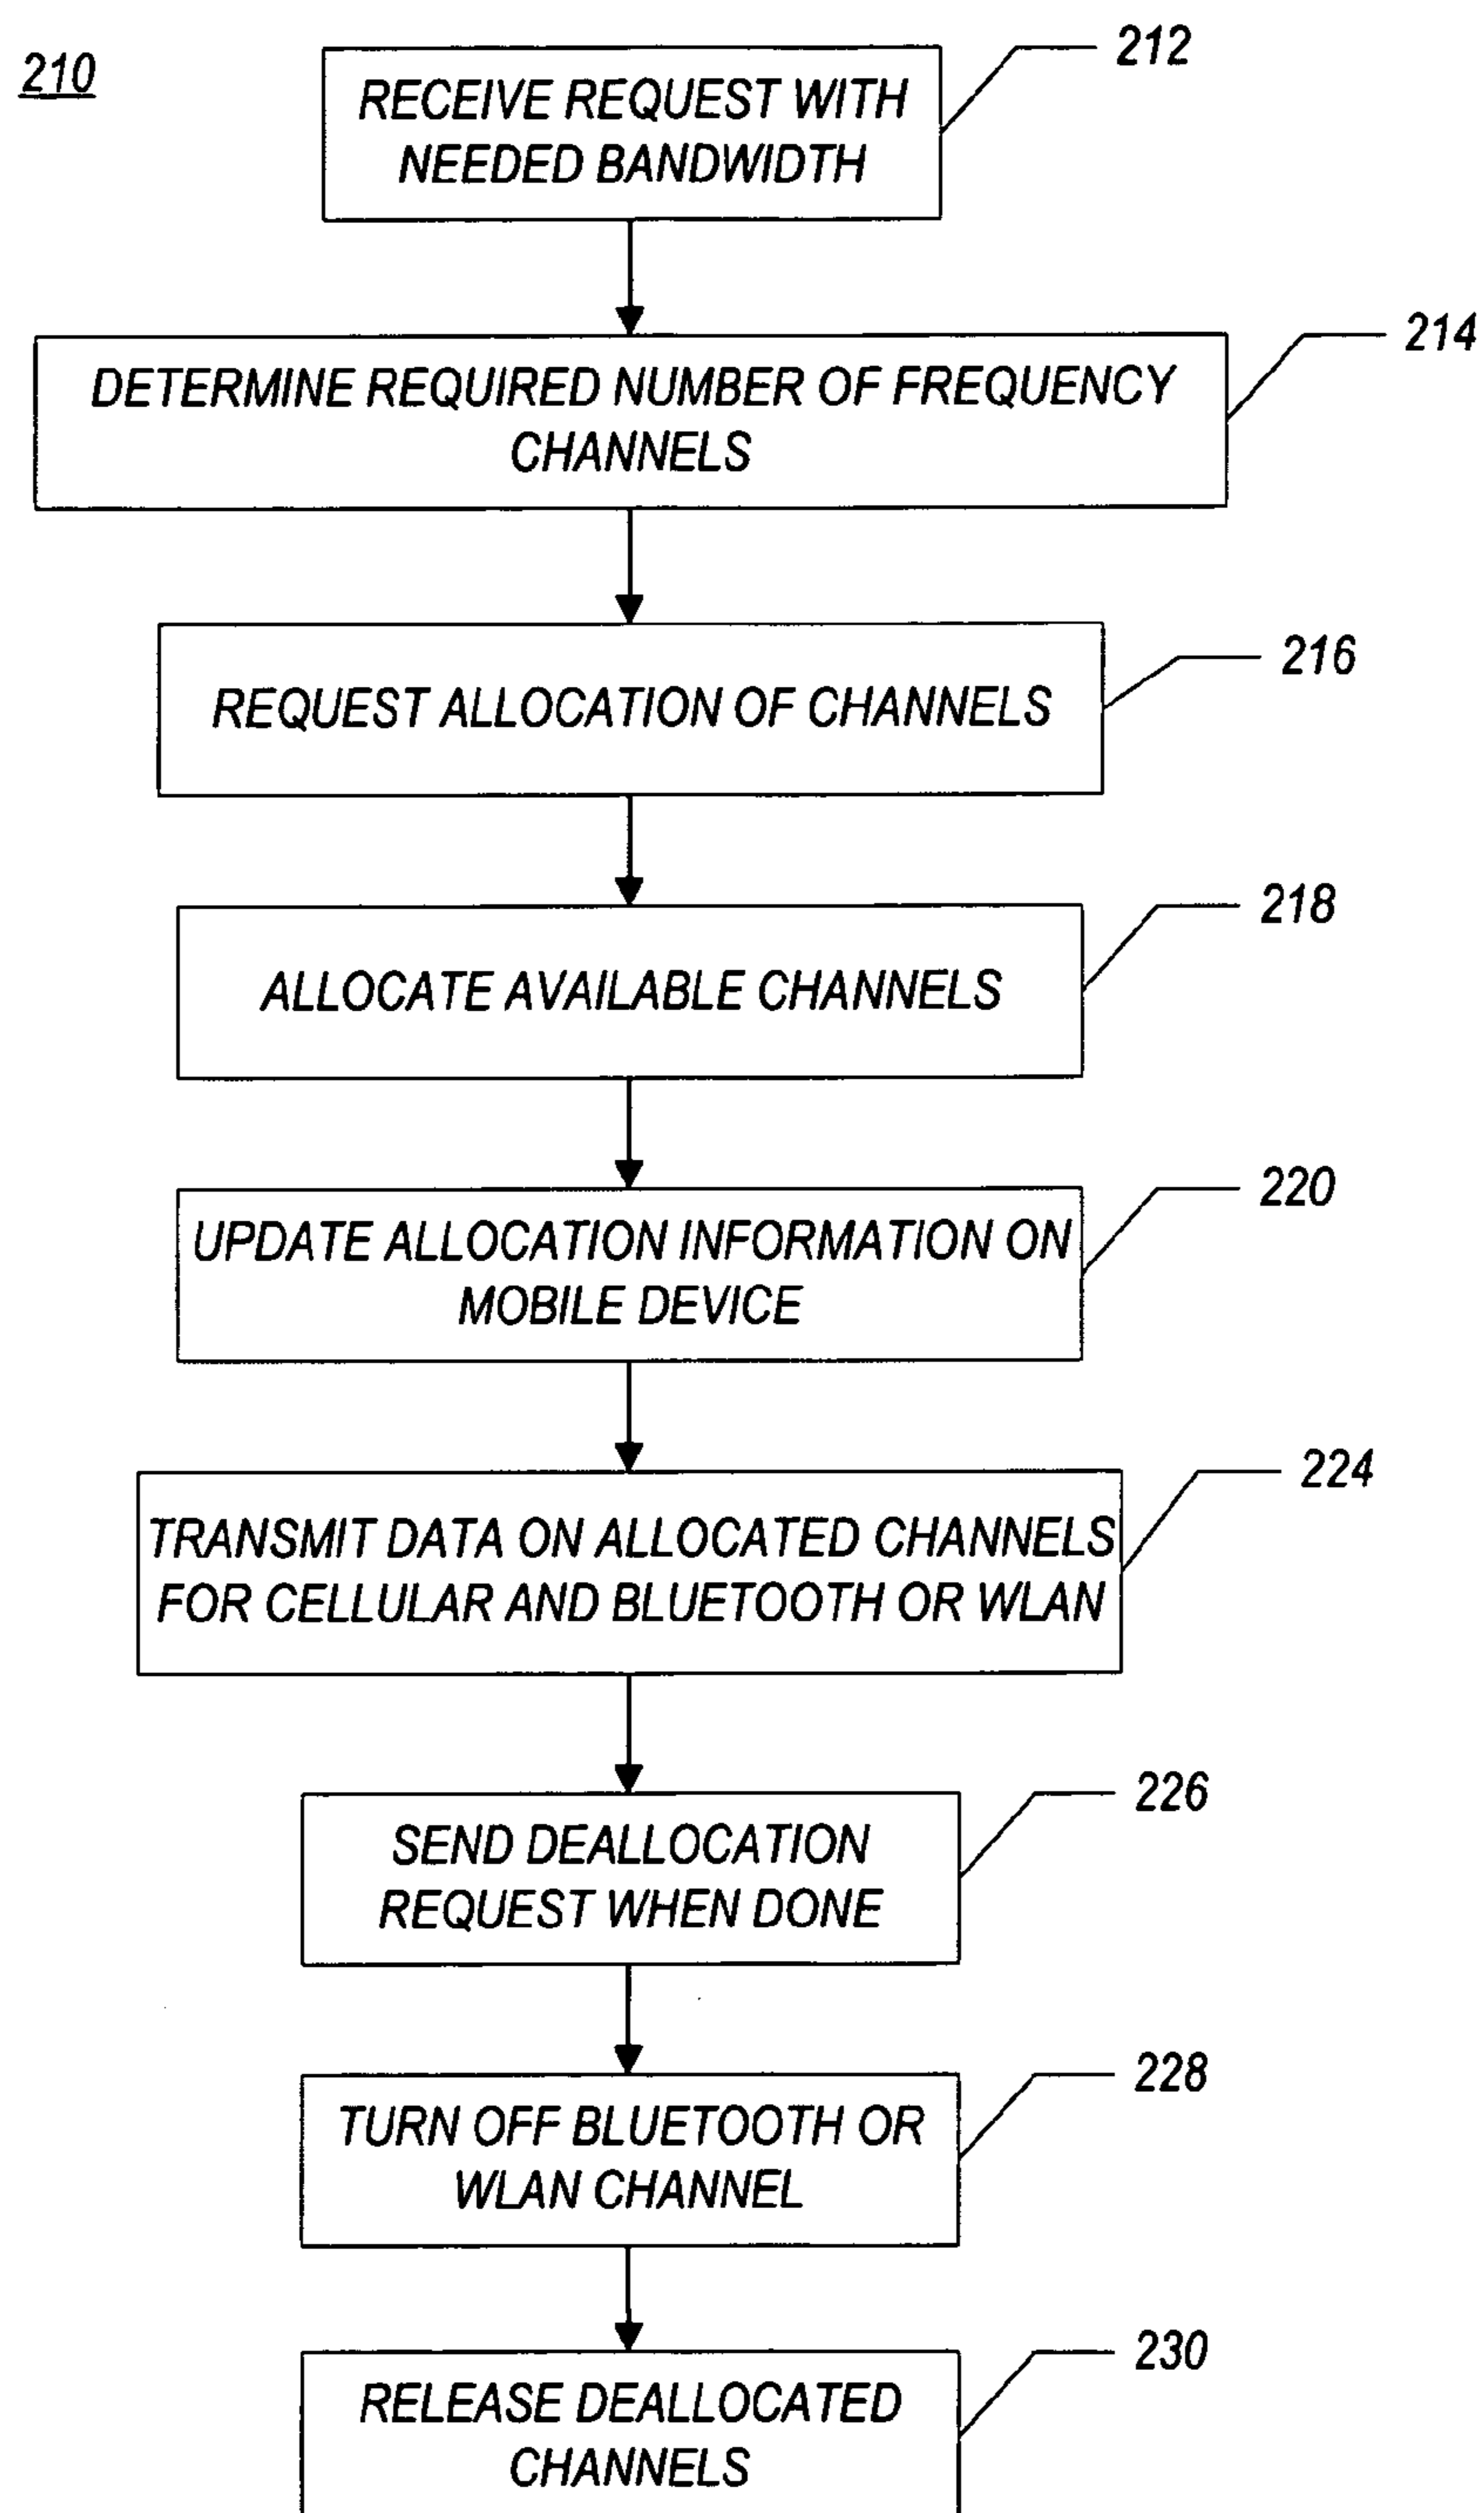 210
212
RECEIVE REQUEST WITH
NEEDED BANDWIDTH
214
DETERMINE REQUIRED NUMBER OF FREQUENCY
CHANNELS
216
REQUEST ALLOCATION OF CHANNELS
218
ALLOCATE AVAILABLE CHANNELS
220
UPDATE ALLOCATION INFORMATION ON
MOBILE DEVICE
224
TRANSMIT DATA ON ALLOCATED CHANNELS
FOR CELLULAR AND BLUETOOTH OR WLAN
226
SEND DEALLOCATION
REQUEST WHEN DONE
228
TURN OFF BLUETOOTH OR
WLAN CHANNEL
230
RELEASE DEALLOCATED
CHANNELS